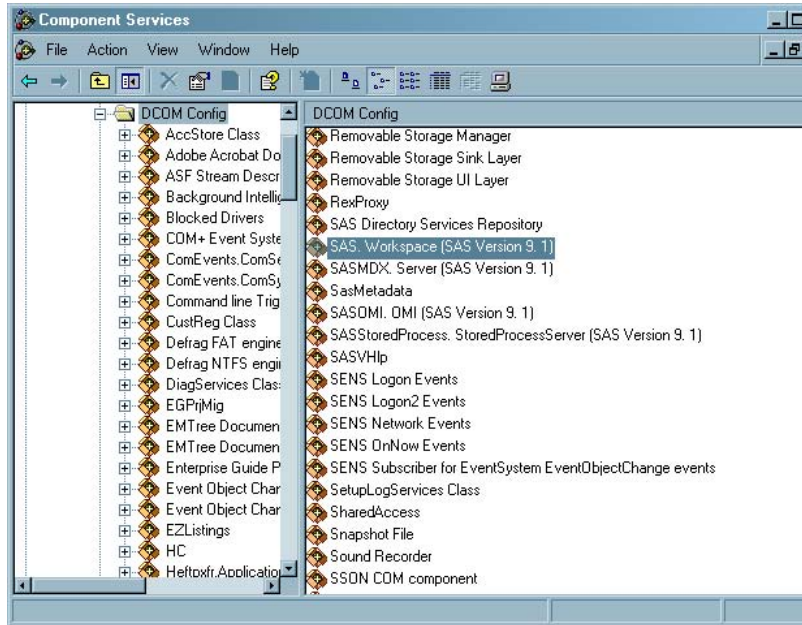 Component Services
File Action View Window Help
DCOM Config
AccStore Class
Adobe Acrobat Do
ASF Stream Descr
Background Intellig
Blocked Drivers
COM+ Event Syste
ComEvents.ComSe
ComEvents.ComSy
Command line Trig
CustReg Class
Defrag FAT engine
Defrag NTFS engi
DiagServices Clas
EGPrjMig
EMTree Documen
EMTree Documen
Enterprise Guide P
Event Object Char
Event Object Char
EZListings
HC
Heftpxfr.Application
DCOM Config
Removable Storage Manager
Removable Storage Sink Layer
Removable Storage UI Layer
RexProxy
SAS Directory Services Repository
SAS. Workspace (SAS Version 9. 1)
SASMDX. Server (SAS Version 9. 1)
SasMetadata
SASOMI. OMI (SAS Version 9. 1)
SASStoredProcess. StoredProcessServer (SAS Version 9. 1)
SASVHlp
SENS Logon Events
SENS Logon2 Events
SENS Network Events
SENS OnNow Events
SENS Subscriber for EventSystem EventObjectChange events
SetupLogServices Class
SharedAccess
Snapshot File
Sound Recorder
SSON COM component